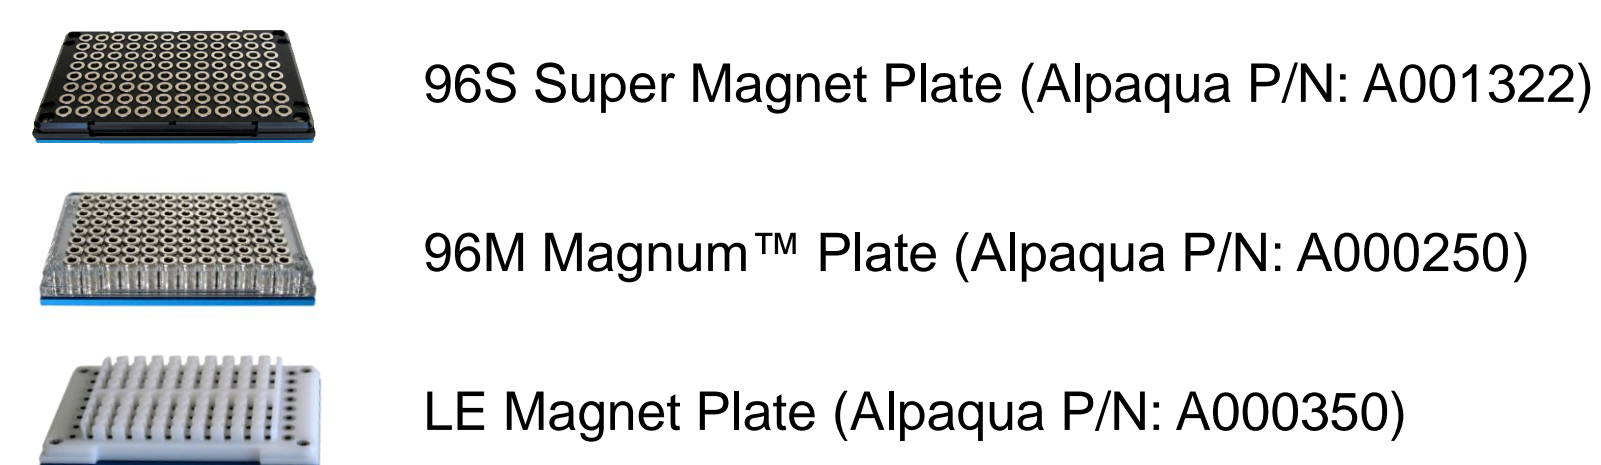 96S Super Magnet Plate (Alpaqua P/N: A001322)
96M Magnum™ Plate (Alpaqua P/N: A000250)
LE Magnet Plate (Alpaqua P/N: A000350)